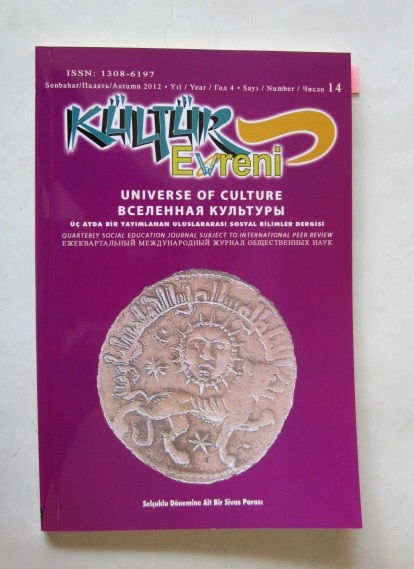 ISSN: 1308-6197
Sonbahar/Падать/Autumn 2012 • Yıl / Year / Год 4 • Sayı / Number / Число 14
KÜLTÜR
Evreni
UNIVERSE OF CULTURE
ВСЕЛЕННАЯ КУЛЬТУРЫ
ÜÇ AYDA BİR YAYIMLANAN ULUSLARARASI SOSYAL BİLİMLER DERGİSİ
QUARTERLY SOCIAL EDUCATION JOURNAL SUBJECT TO INTERNATIONAL PEER REVIEW
ЕЖЕКВАРТАЛЬНЫЙ МЕЖДУНАРОДНЫЙ ЖУРНАЛ ОБЩЕСТВЕННЫХ НАУК
Selçuklu Dönemine Ait Bir Sivas Parası